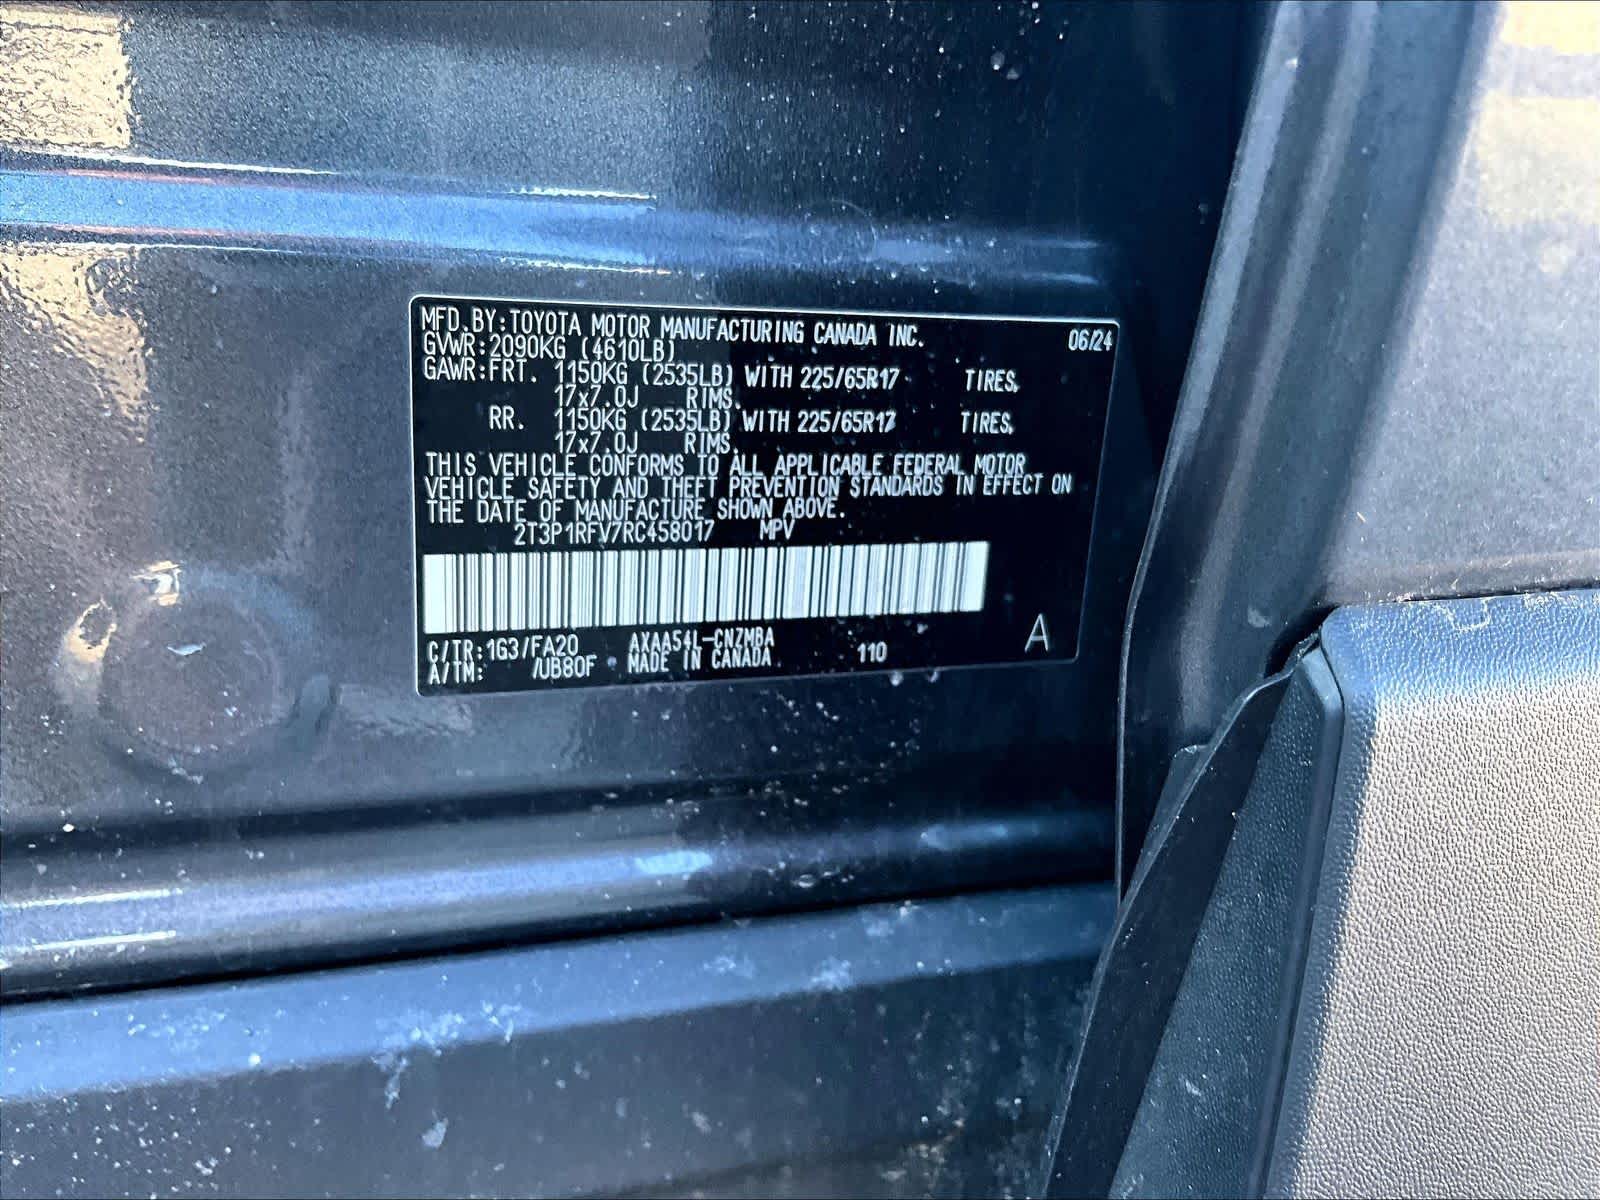 MFD.BY:TOYOTA MOTOR MANUFACTURING CANADA INC. 06/24
GVWR:2090KG (4610LB)
GAWR:FRT. 1150KG (2535LB) WITH 225/65R17 TIRES,
17x7.0J RIMS.
RR. 1150KG (2535LB) WITH 225/65R17 TIRES,
17x7.0J RIMS.
THIS VEHICLE CONFORMS TO ALL APPLICABLE FEDERAL MOTOR
VEHICLE SAFETY AND THEFT PREVENTION STANDARDS IN EFFECT ON
THE DATE OF MANUFACTURE SHOWN ABOVE.
2T3P1RFV7RC458017 MPV
C/TR:1G3/FA20 AXAA54L-CNZMBA 110 A
A/TM: /UB80F MADE IN CANADA